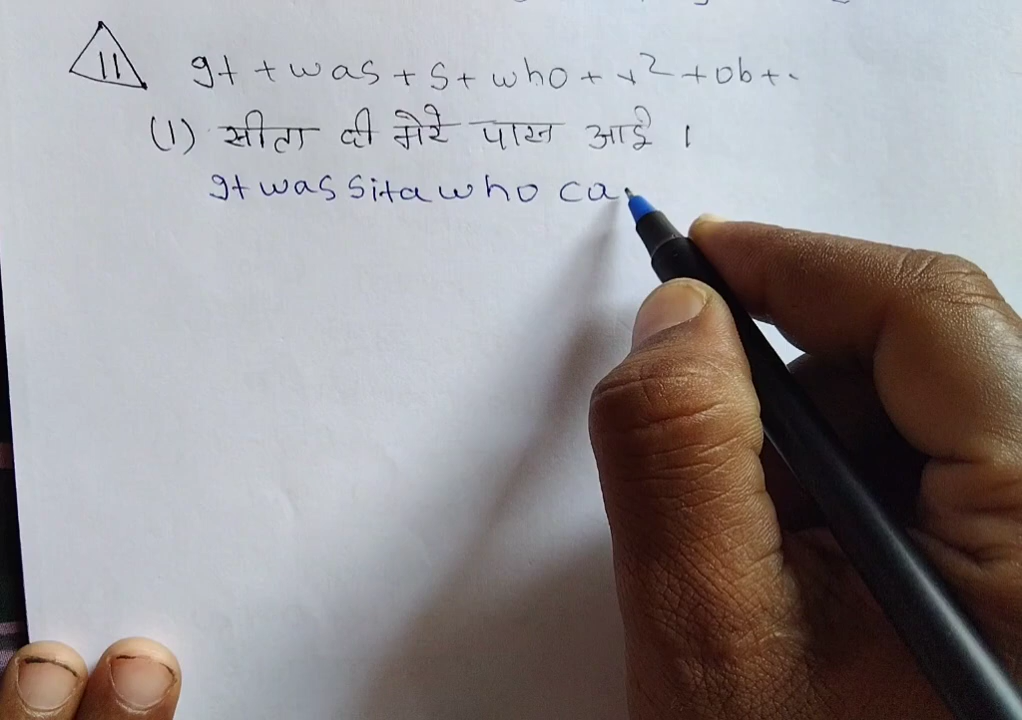 11 It + was + S + who + v2 + ob + .
(1) सीता ही मेरे पास आई ।
It was Sita who ca